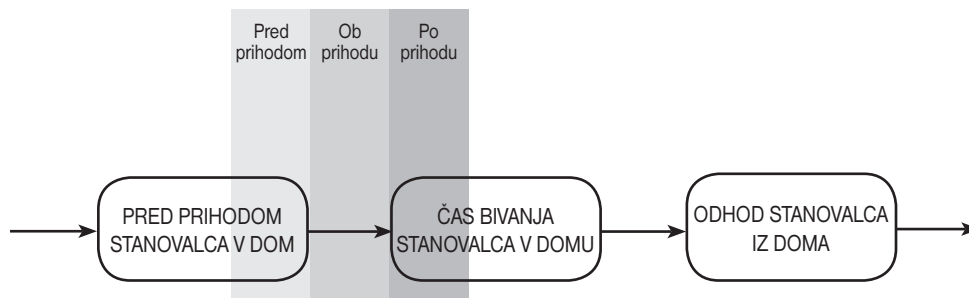 Pred
prihodom
Ob
prihodu
Po
prihodu
PRED PRIHODOM
STANOVALCA V DOM
ČAS BIVANJA
STANOVALCA V DOMU
ODHOD STANOVALCA
IZ DOMA